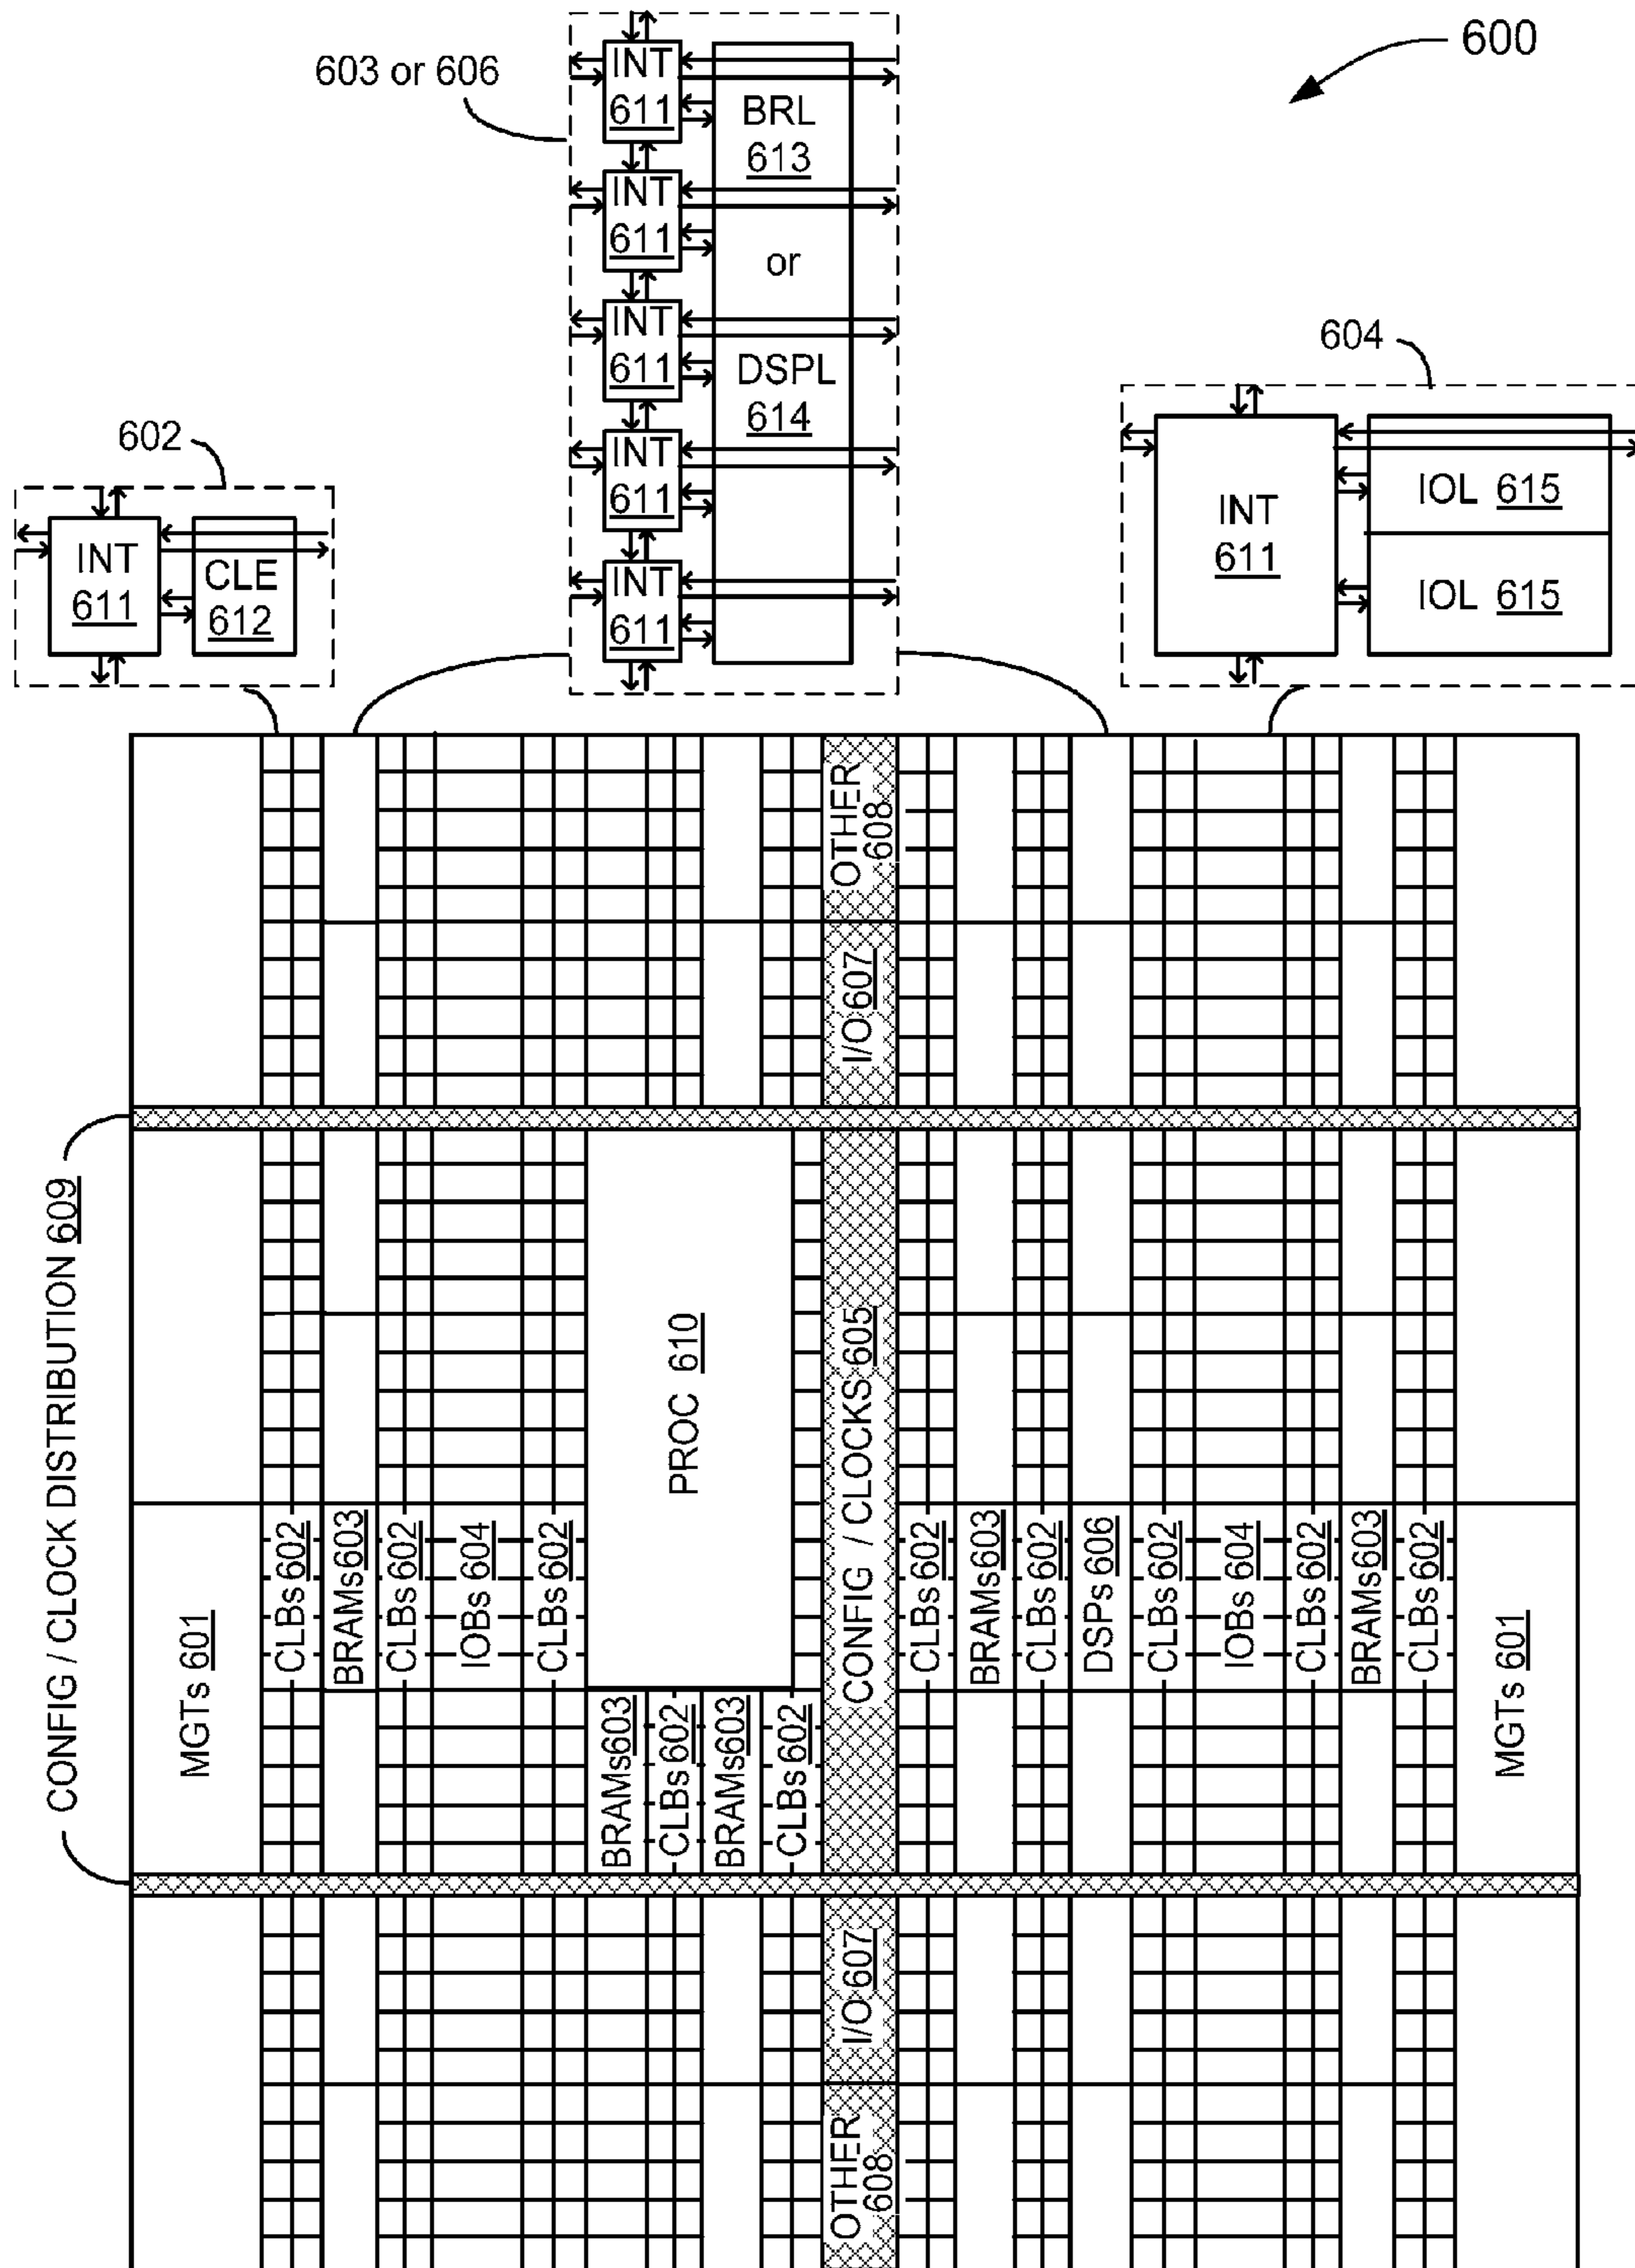 600
603 or 606
INT
611
INT
611
INT
611
INT
611
INT
611
BRL
613
or
DSPL
614
604
INT
611
IOL 615
IOL 615
602
INT
611
CLE
612
OTHER
608
I/O 607
CONFIG / CLOCK DISTRIBUTION 609
PROC 610
CONFIG / CLOCKS 605
MGTs 601
CLBs 602
BRAMs 603
CLBs 602
IOBs 604
CLBs 602
BRAMs 603
CLBs 602
BRAMs 603
CLBs 602
CLBs 602
BRAMs 603
CLBs 602
DSPs 606
CLBs 602
IOBs 604
CLBs 602
BRAMs 603
CLBs 602
MGTs 601
I/O 607
OTHER
608